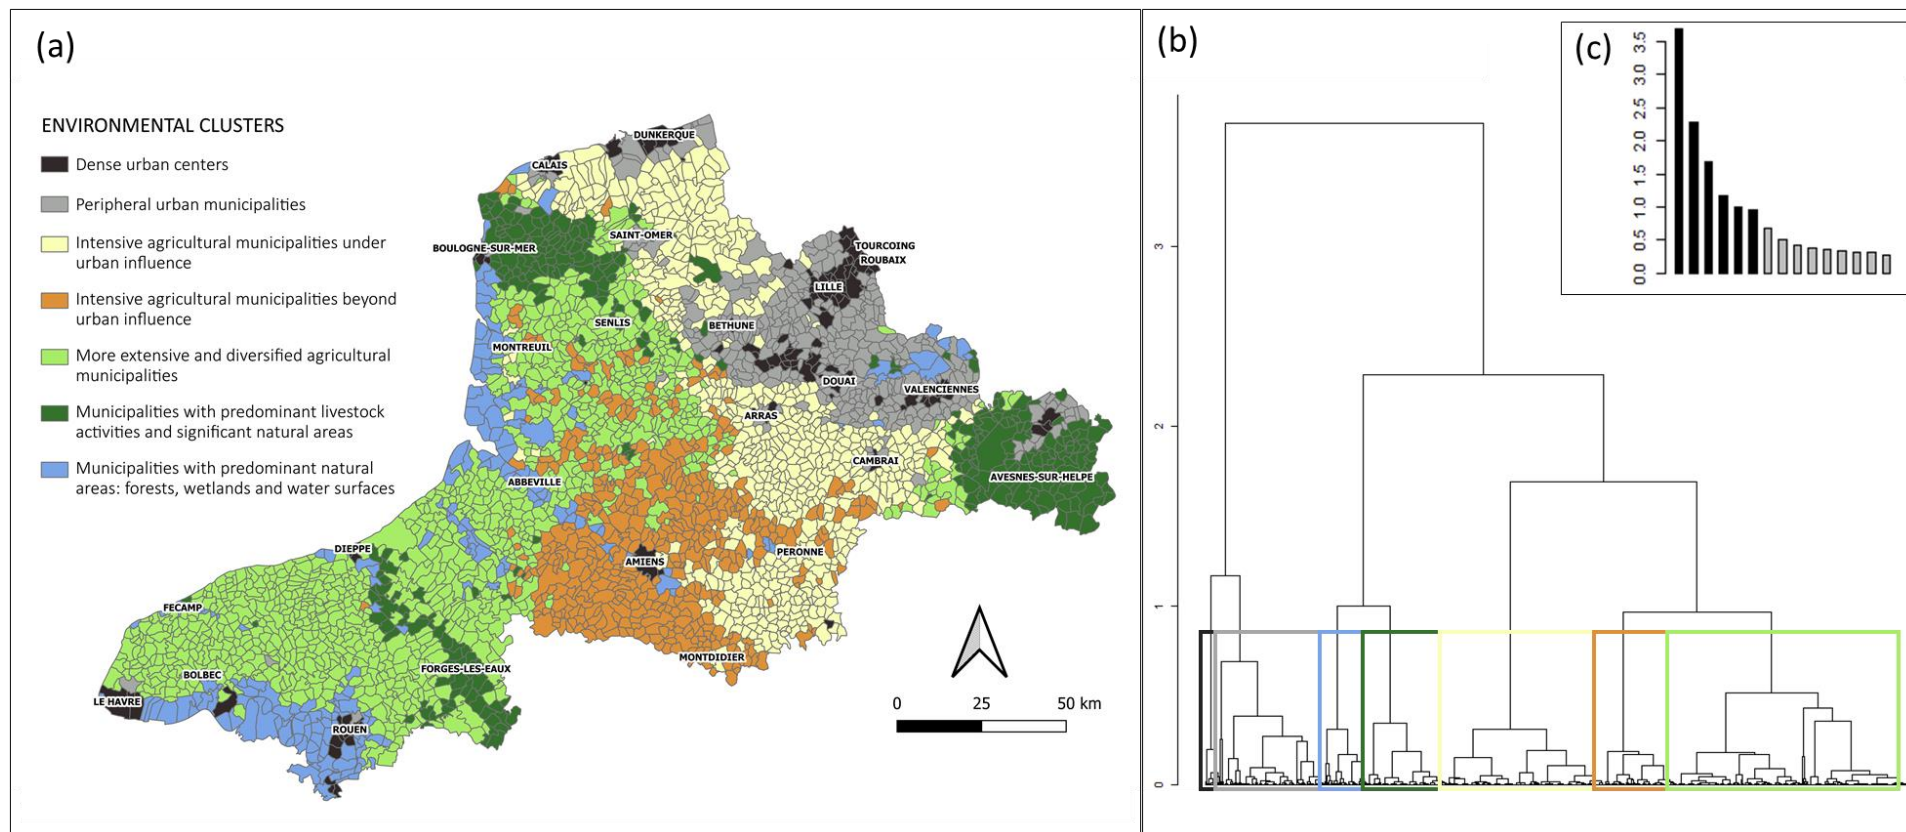 (a)
ENVIRONMENTAL CLUSTERS
Dense urban centers
Peripheral urban municipalities
Intensive agricultural municipalities under
urban influence
Intensive agricultural municipalities beyond
urban influence
More extensive and diversified agricultural
municipalities
Municipalities with predominant livestock
activities and significant natural areas
Municipalities with predominant natural
areas: forests, wetlands and water surfaces
DUNKERQUE
CALAIS
SAINT-OMER
BOULOGNE-SUR-MER
TOURCOING
ROUBAIX
LILLE
SENLIS
BETHUNE
MONTREUIL
DOUAI
VALENCIENNES
ARRAS
CAMBRAI
AVESNES-SUR-HELPE
ABBEVILLE
DIEPPE
AMIENS
PERONNE
FECAMP
MONTDIDIER
FORGES-LES-EAUX
BOLBEC
LE HAVRE
ROUEN
0 25 50 km
(b)
3
2
1
0
(c)
3.5
3.0
2.5
2.0
1.5
1.0
0.5
0.0